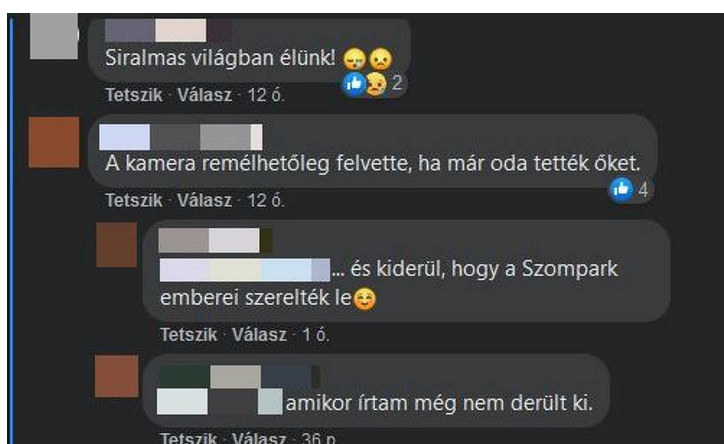 Siralmas világban élünk! 😪😟
2
Tetszik · Válasz · 12 ó.
A kamera remélhetőleg felvette, ha már oda tették őket.
4
Tetszik · Válasz · 12 ó.
... és kiderül, hogy a Szompark
emberei szerelték le☺️
Tetszik · Válasz · 1 ó.
amikor írtam még nem derült ki.
Tetszik · Válasz · 36 p.